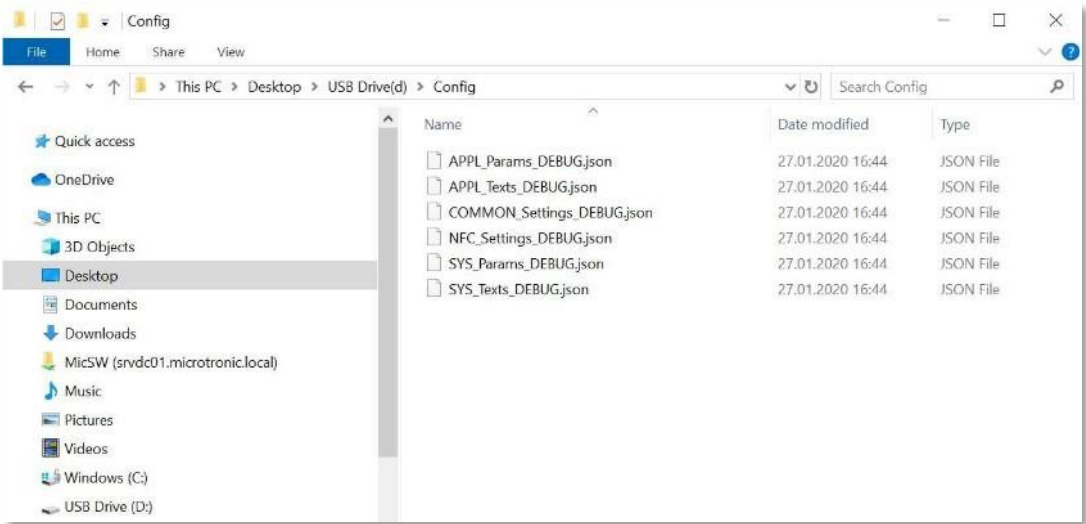 Config
File Home Share View
This PC > Desktop > USB Drive(d) > Config
Search Config
Quick access
OneDrive
This PC
3D Objects
Desktop
Documents
Downloads
MicSW (srvdc01.microtronic.local)
Music
Pictures
Videos
Windows (C:)
USB Drive (D:)
Name Date modified Type
APPL_Params_DEBUG.json 27.01.2020 16:44 JSON File
APPL_Texts_DEBUG.json 27.01.2020 16:44 JSON File
COMMON_Settings_DEBUG.json 27.01.2020 16:44 JSON File
NFC_Settings_DEBUG.json 27.01.2020 16:44 JSON File
SYS_Params_DEBUG.json 27.01.2020 16:44 JSON File
SYS_Texts_DEBUG.json 27.01.2020 16:44 JSON File